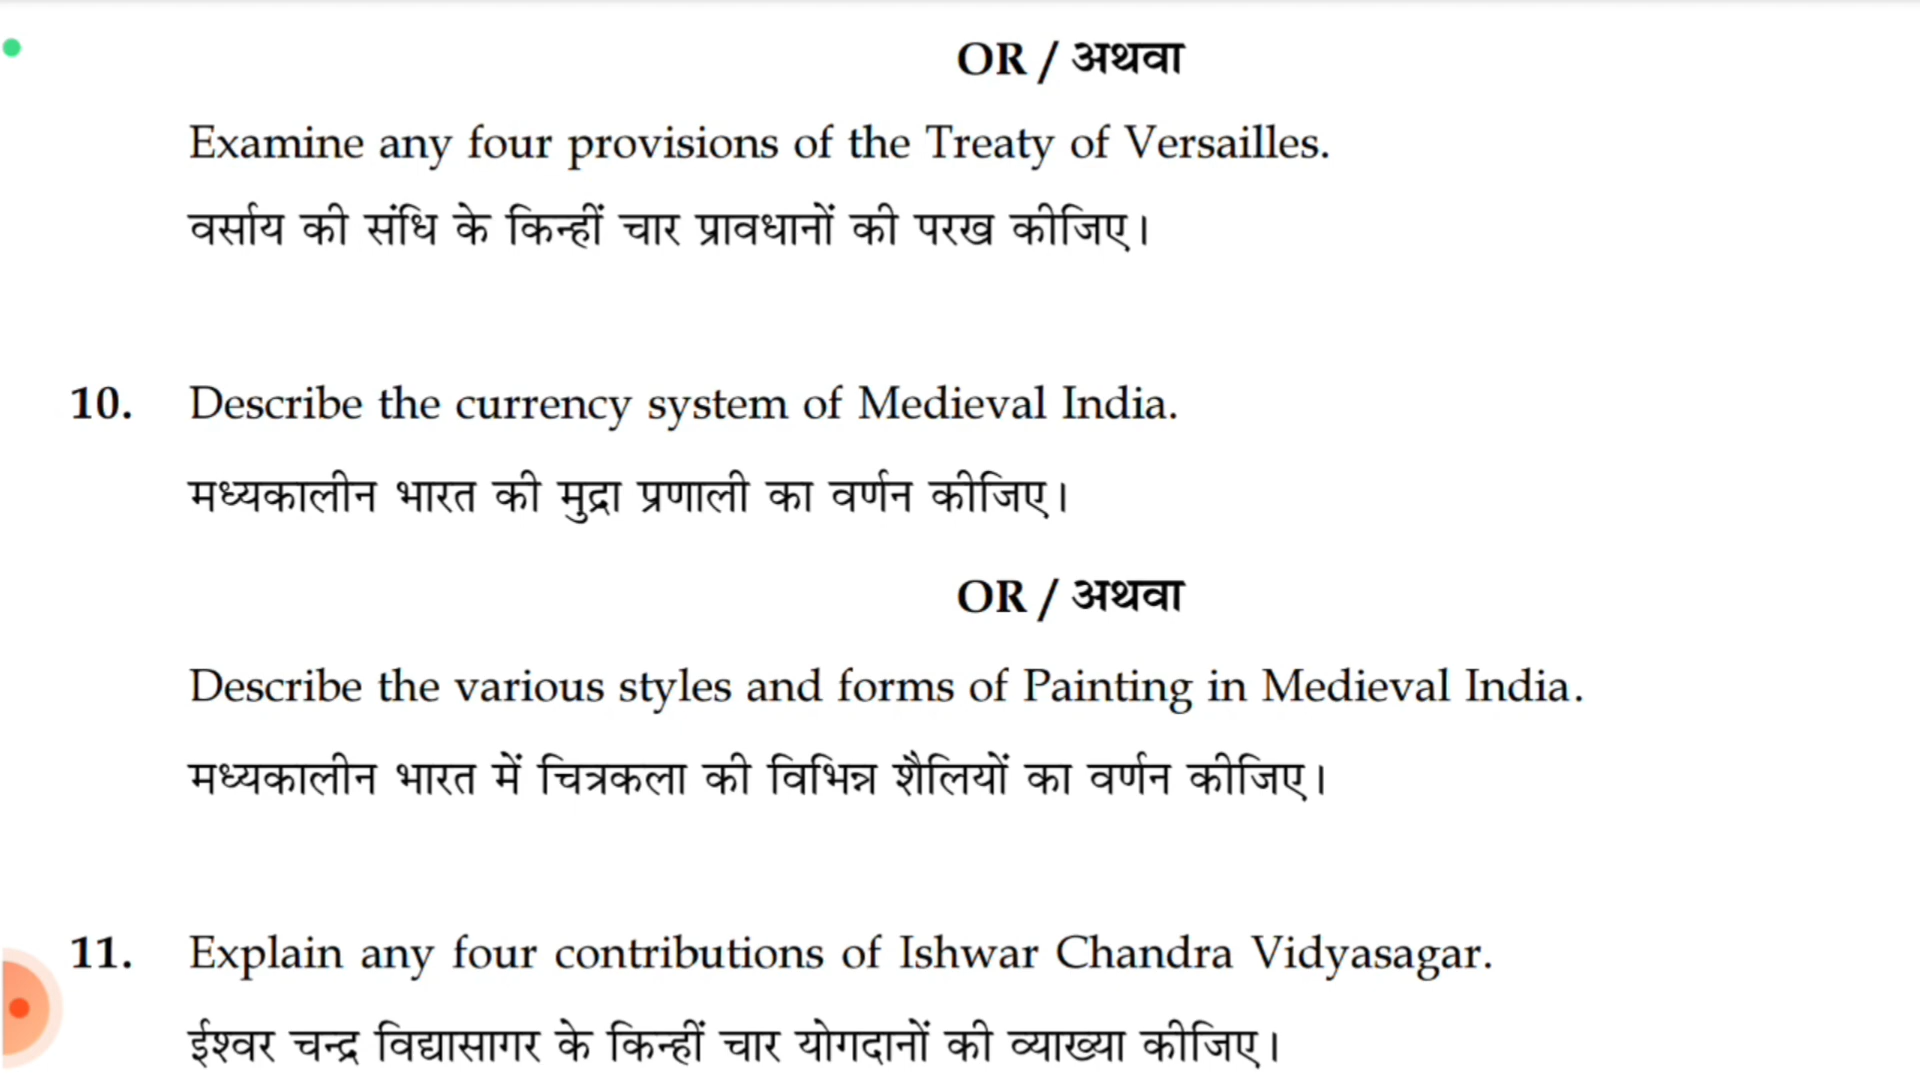 OR / अथवा
Examine any four provisions of the Treaty of Versailles.
वर्साय की संधि के किन्हीं चार प्रावधानों की परख कीजिए।
10. Describe the currency system of Medieval India.
मध्यकालीन भारत की मुद्रा प्रणाली का वर्णन कीजिए।
OR / अथवा
Describe the various styles and forms of Painting in Medieval India.
मध्यकालीन भारत में चित्रकला की विभिन्न शैलियों का वर्णन कीजिए।
11. Explain any four contributions of Ishwar Chandra Vidyasagar.
ईश्वर चन्द्र विद्यासागर के किन्हीं चार योगदानों की व्याख्या कीजिए।